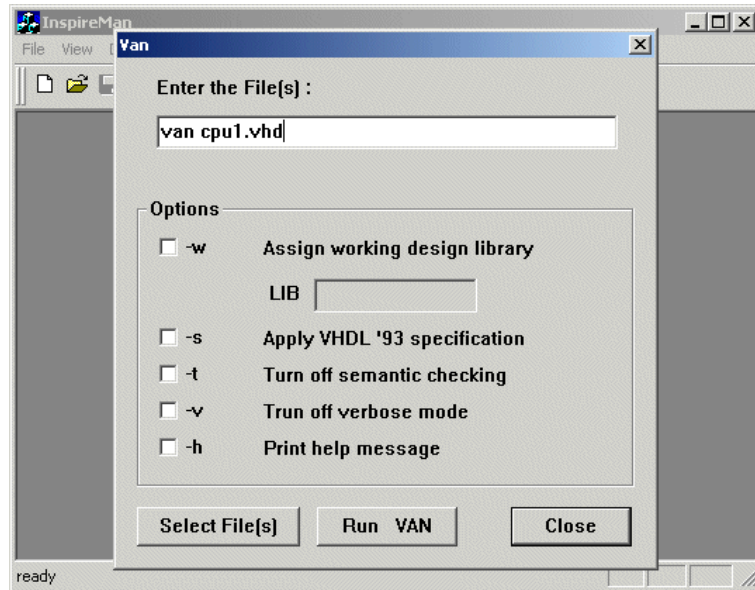 InspireMan
File View
Van
Enter the File(s) :
van cpu1.vhd
Options
-w Assign working design library
LIB
-s Apply VHDL '93 specification
-t Turn off semantic checking
-v Trun off verbose mode
-h Print help message
Select File(s) Run VAN Close
ready